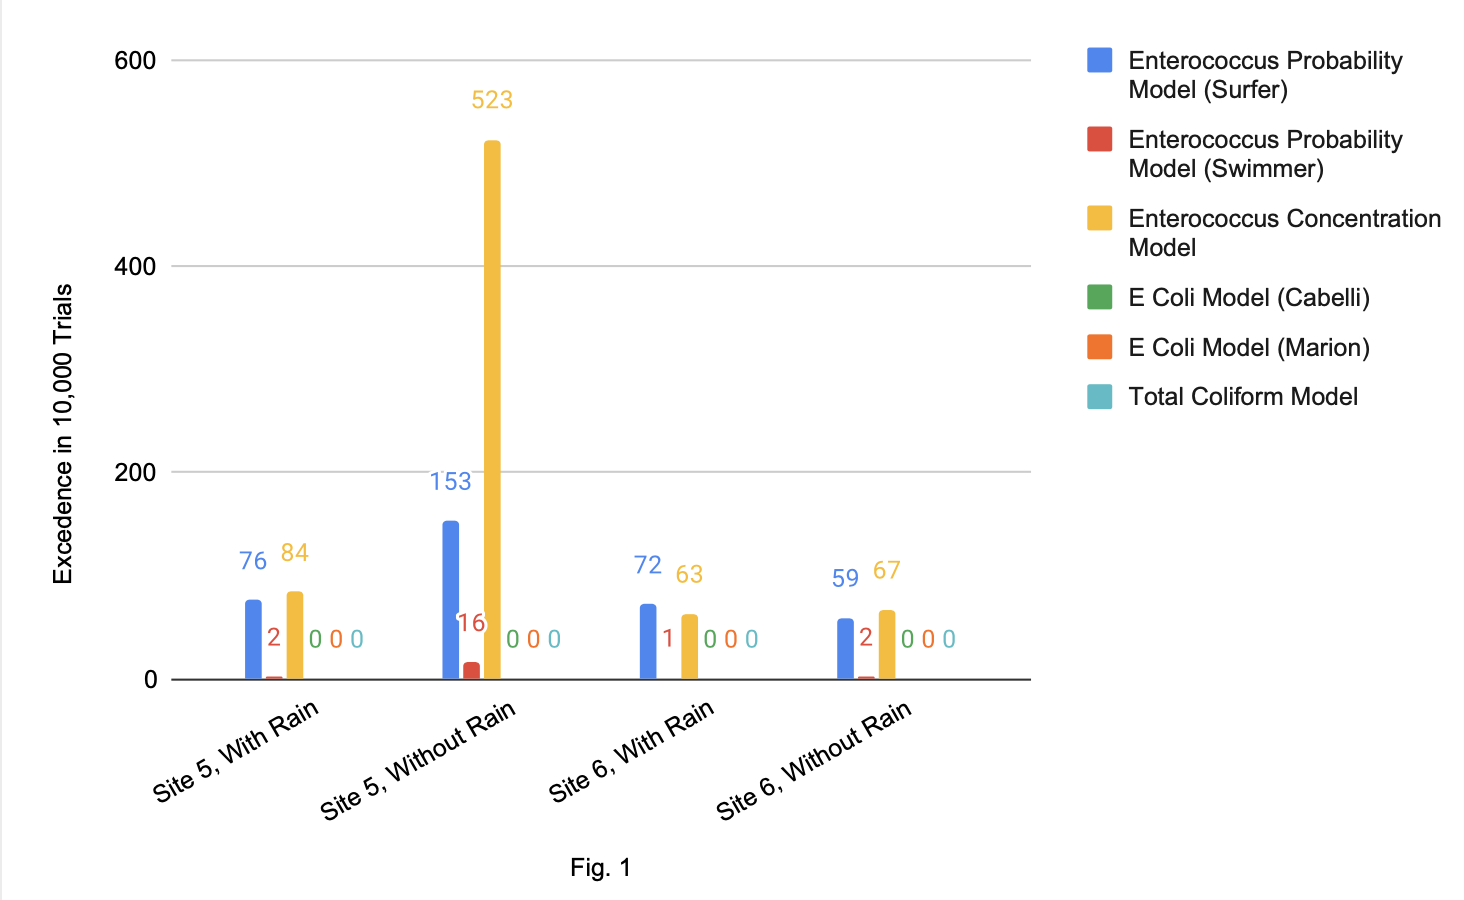 600
400
200
0
Excedence in 10,000 Trials
76
2
84
0
0
0
153
16
523
0
0
0
72
1
63
0
0
0
59
2
67
0
0
0
Site 5, With Rain
Site 5, Without Rain
Site 6, With Rain
Site 6, Without Rain
Fig. 1
Enterococcus Probability
Model (Surfer)
Enterococcus Probability
Model (Swimmer)
Enterococcus Concentration
Model
E Coli Model (Cabelli)
E Coli Model (Marion)
Total Coliform Model